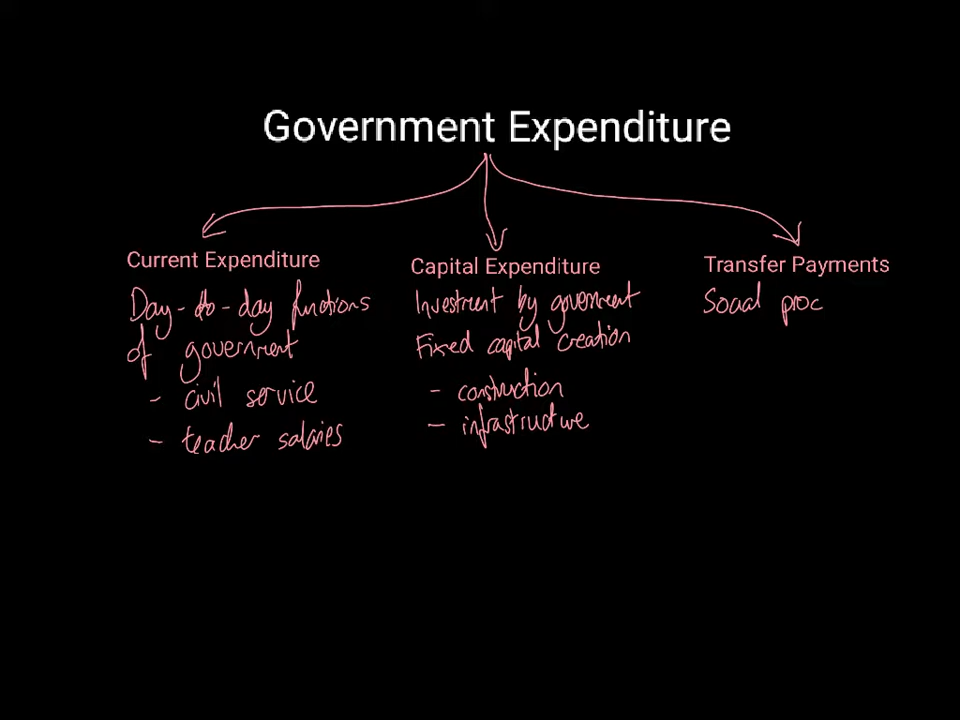 Government Expenditure
Current Expenditure
Day-to-day functions
of government
- civil service
- teacher salaries
Capital Expenditure
Investment by government
Fixed capital creation
- construction
- infrastructure
Transfer Payments
Social proc